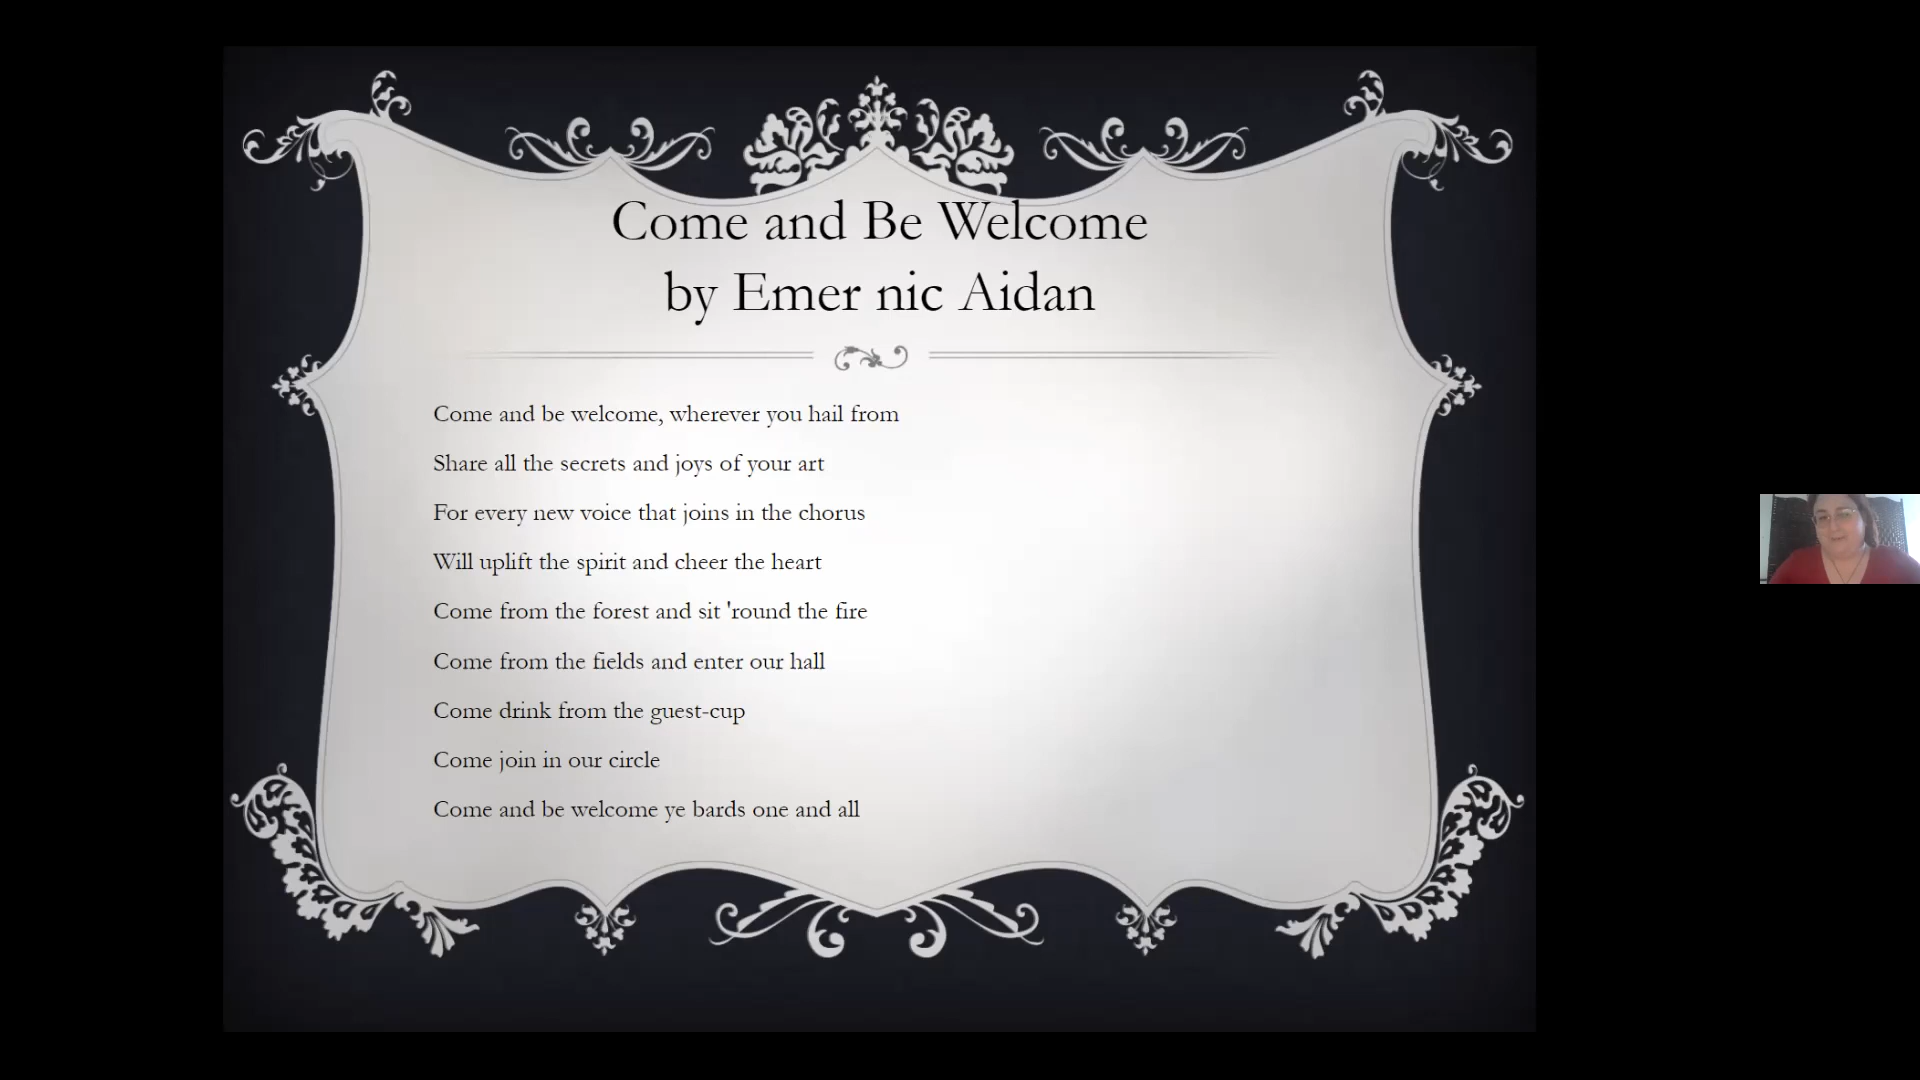 Come and Be Welcome
by Emer nic Aidan
Come and be welcome, wherever you hail from
Share all the secrets and joys of your art
For every new voice that joins in the chorus
Will uplift the spirit and cheer the heart
Come from the forest and sit 'round the fire
Come from the fields and enter our hall
Come drink from the guest-cup
Come join in our circle
Come and be welcome ye bards one and all